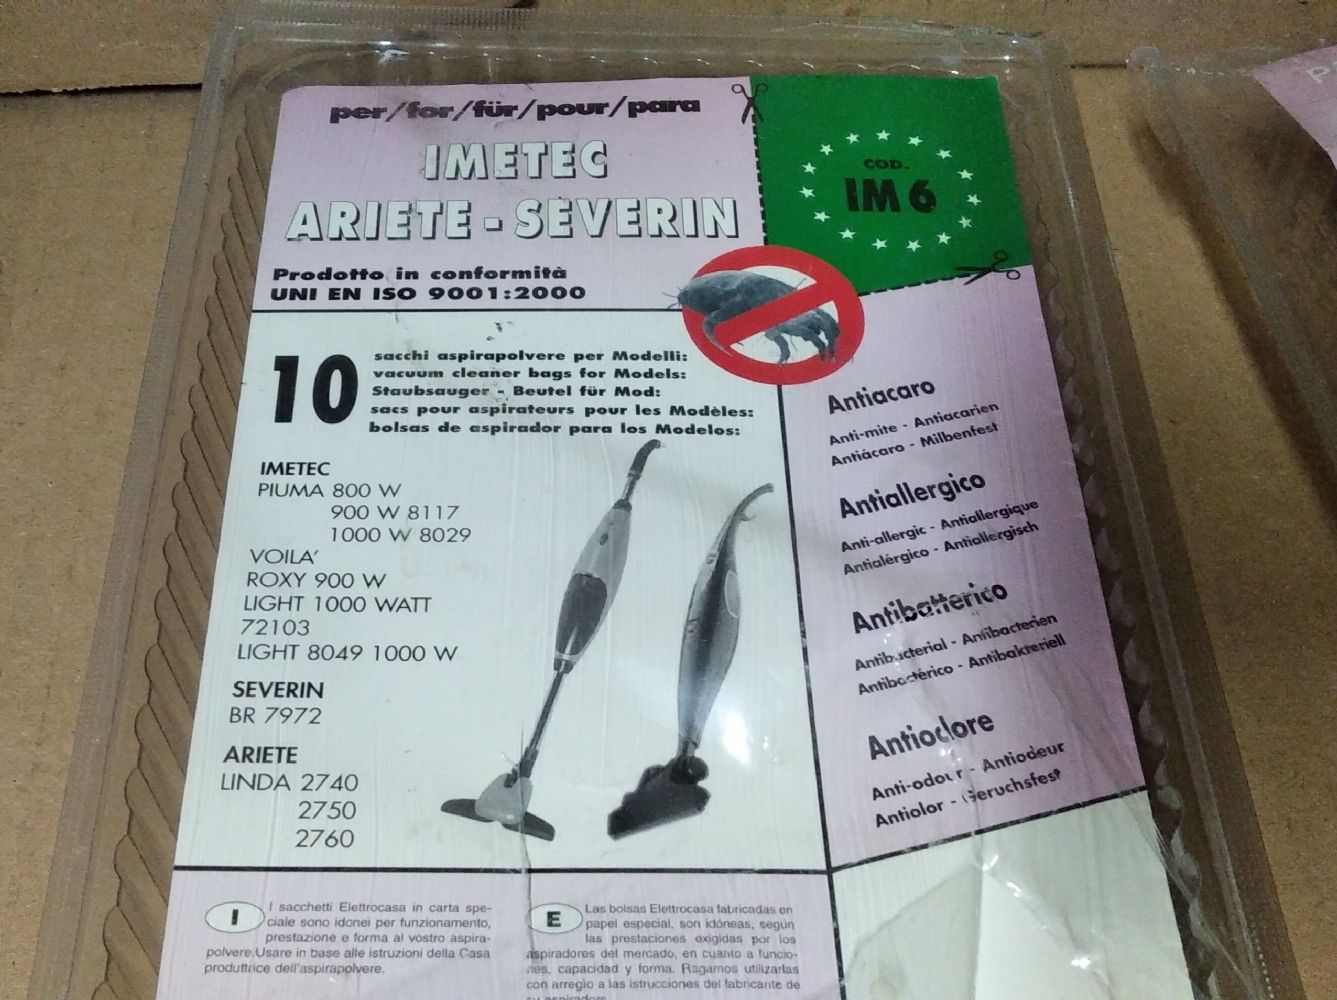 per/for/für/pour/para
IMETEC
ARIETE - SEVERIN
Prodotto in conformità
UNI EN ISO 9001:2000
COD.
IM 6
10
sacchi aspirapolvere per Modelli:
vacuum cleaner bags for Models:
Staubsauger - Beutel für Mod:
sacs pour aspirateurs pour les Modèles:
bolsas de aspirador para los Modelos:
IMETEC
PIUMA 800 W
900 W 8117
1000 W 8029
VOILA'
ROXY 900 W
LIGHT 1000 WATT
72103
LIGHT 8049 1000 W
SEVERIN
BR 7972
ARIETE
LINDA 2740
2750
2760
Antiacaro
Anti-mite - Antiacarien
Antiácaro - Milbenfest
Antiallergico
Anti-allergic - Antiallergique
Antialérgico - Antiallergisch
Antibatterico
Antibacterial - Antibacterien
Antibactérico - Antibakteriell
Antiodore
Anti-odour - Antiodeur
Antiolor - Geruchsfest
I
I sacchetti Elettrocasa in carta spe-
ciale sono idonei per funzionamento,
prestazione e forma al vostro aspira-
polvere.Usare in base alle istruzioni della Casa
produttrice dell'aspirapolvere.
E
Las bolsas Elettrocasa fabricadas en
papel especial, son idóneas, según
las prestaciones exigidas por los
aspiradores del mercado, en cuanto a funcio-
nes, capacidad y forma. Rogamos utilizarlas
con arreglo a las istrucciones del fabricante de
su aspiradors